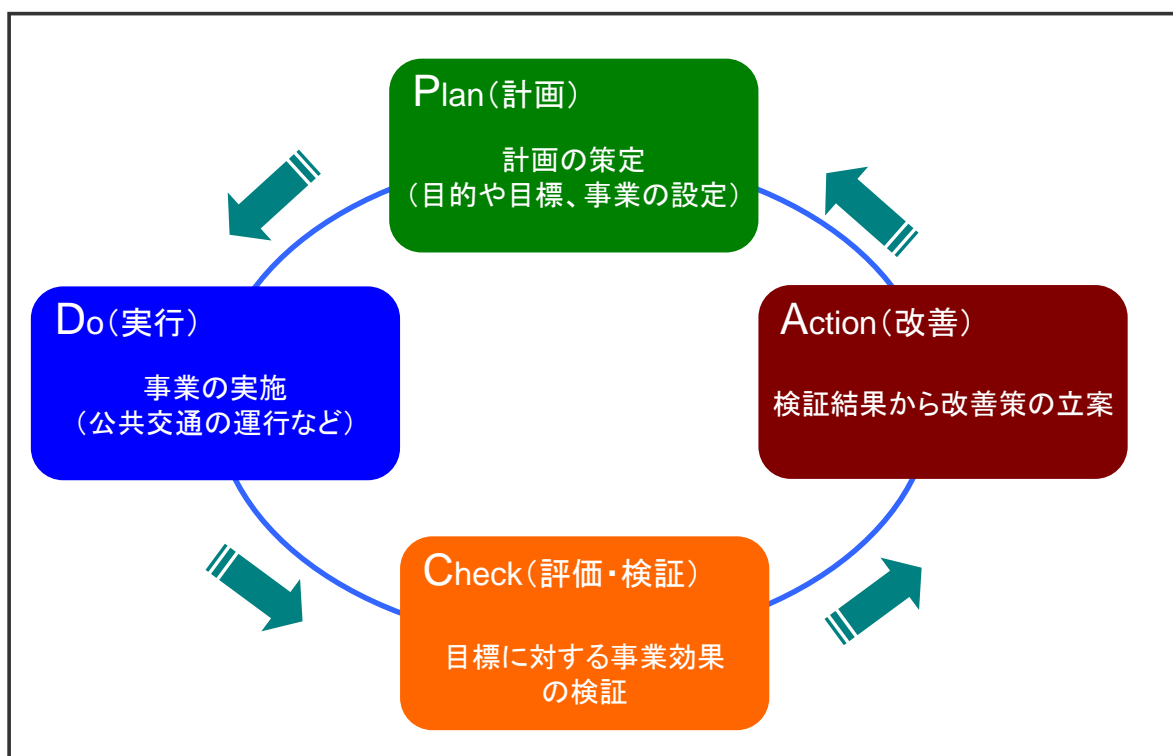 Plan(計画)
計画の策定
(目的や目標、事業の設定)
Do(実行)
事業の実施
(公共交通の運行など)
Action(改善)
検証結果から改善策の立案
Check(評価・検証)
目標に対する事業効果
の検証